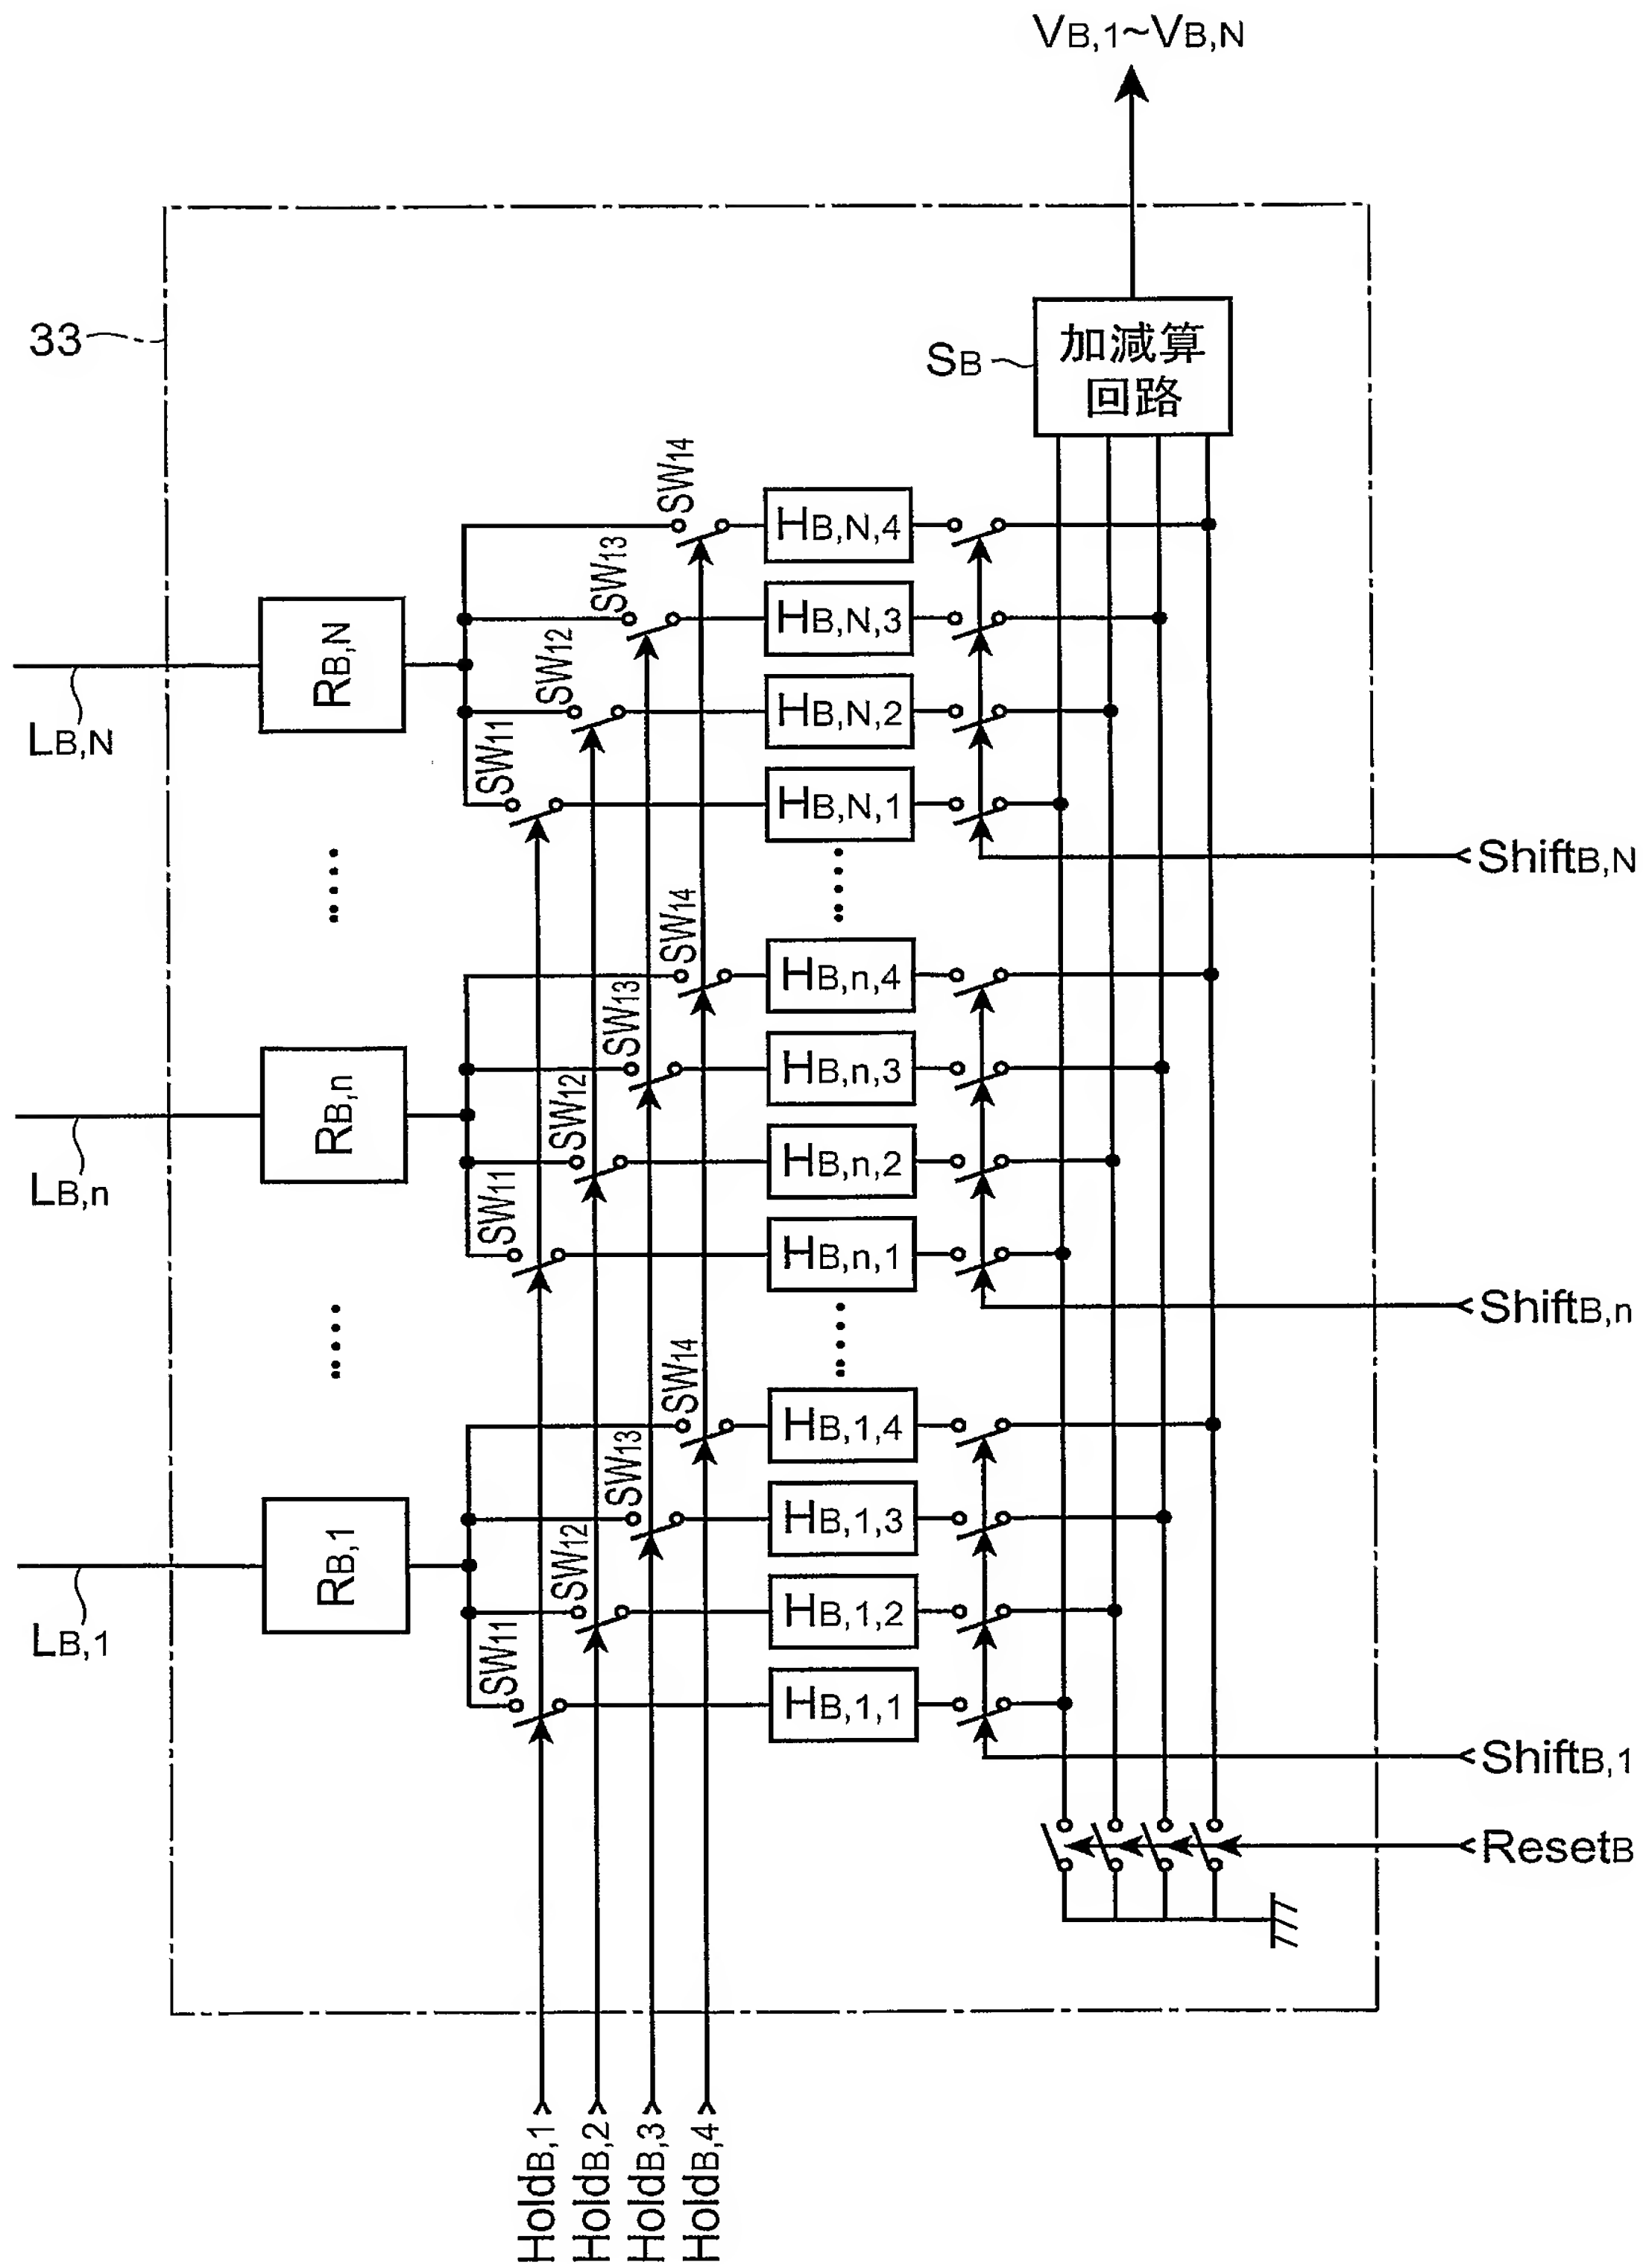 VB,1~VB,N
33
SB
加減算
回路
SW14
HB,N,4
SW13
HB,N,3
RB,N
SW12
HB,N,2
LB,N
SW11
HB,N,1
ShiftB,N
SW14
HB,n,4
SW13
HB,n,3
RB,n
SW12
HB,n,2
LB,n
SW11
HB,n,1
ShiftB,n
SW14
HB,1,4
SW13
HB,1,3
RB,1
SW12
HB,1,2
LB,1
SW11
HB,1,1
ShiftB,1
ResetB
HoldB,1
HoldB,2
HoldB,3
HoldB,4